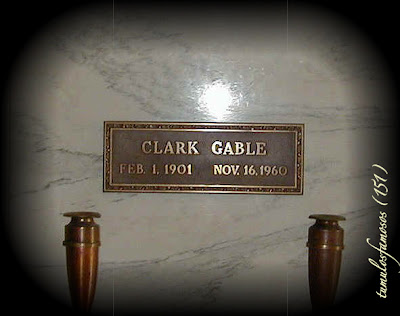 CLARK GABLE
FEB. 1, 1901 NOV. 16, 1960
tumulosfamosos (151)